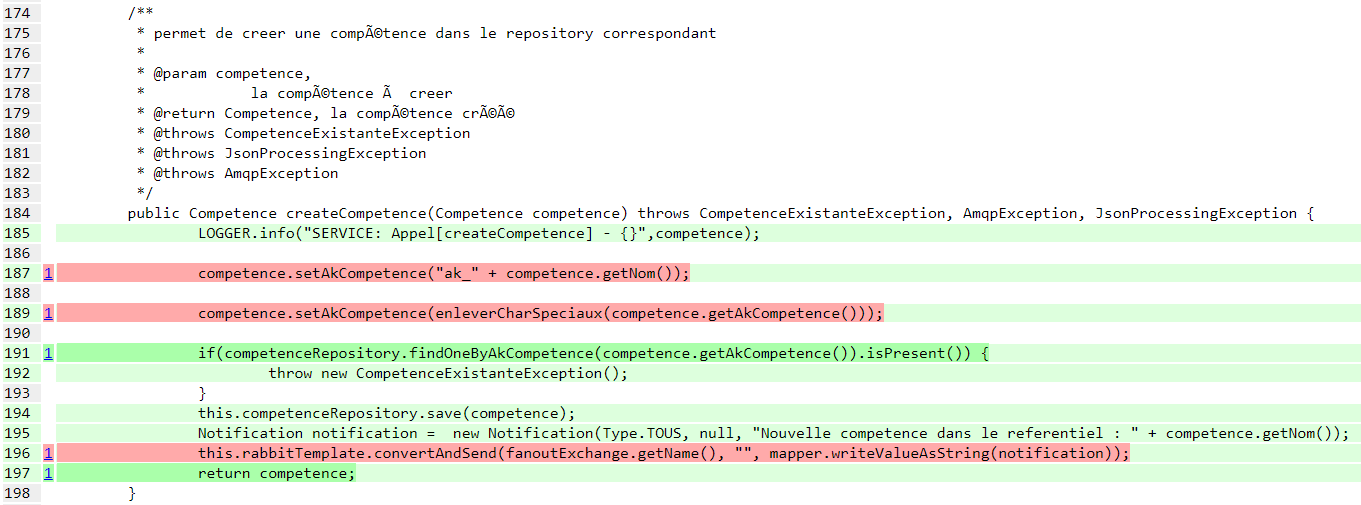 174 /**
175 * permet de creer une compÃ©tence dans le repository correspondant
176 *
177 * @param competence,
178 * la compÃ©tence Ã  creer
179 * @return Competence, la compÃ©tence crÃ©Ã©
180 * @throws CompetenceExistanteException
181 * @throws JsonProcessingException
182 * @throws AmqpException
183 */
184 public Competence createCompetence(Competence competence) throws CompetenceExistanteException, AmqpException, JsonProcessingException {
185 LOGGER.info("SERVICE: Appel[createCompetence] - {}",competence);
186
187 1 competence.setAkCompetence("ak_" + competence.getNom());
188
189 1 competence.setAkCompetence(enleverCharSpeciaux(competence.getAkCompetence()));
190
191 1 if(competenceRepository.findOneByAkCompetence(competence.getAkCompetence()).isPresent()) {
192 throw new CompetenceExistanteException();
193 }
194 this.competenceRepository.save(competence);
195 Notification notification =  new Notification(Type.TOUS, null, "Nouvelle competence dans le referentiel : " + competence.getNom());
196 1 this.rabbitTemplate.convertAndSend(fanoutExchange.getName(), "", mapper.writeValueAsString(notification));
197 1 return competence;
198 }